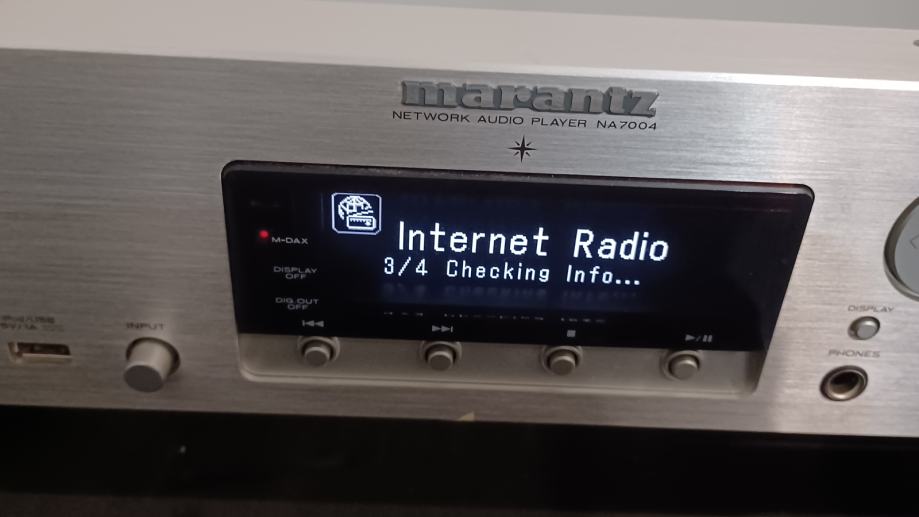 marantz
NETWORK AUDIO PLAYER NA7004
Internet Radio
3/4 Checking Info...
M-DAX
DISPLAY
OFF
DIG.OUT
OFF
INPUT
DISPLAY
PHONES